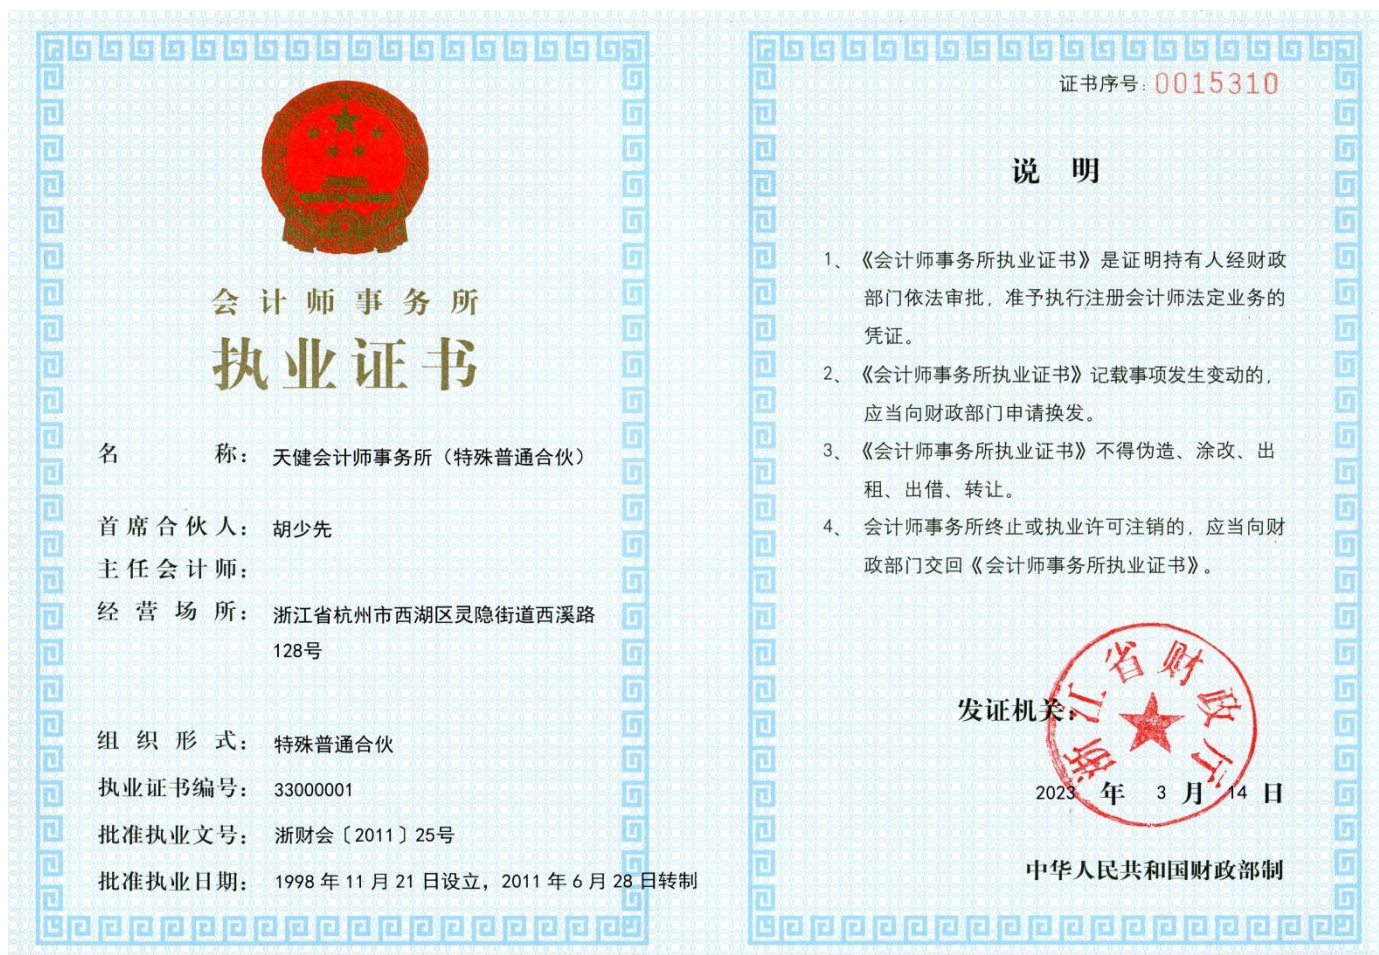 会计师事务所
执业证书
名称：天健会计师事务所（特殊普通合伙）
首席合伙人：胡少先
主任会计师：
经营场所：浙江省杭州市西湖区灵隐街道西溪路
128号
组织形式：特殊普通合伙
执业证书编号：33000001
批准执业文号：浙财会〔2011〕25号
批准执业日期：1998年11月21日设立，2011年6月28日转制
证书序号：0015310
说明
1、《会计师事务所执业证书》是证明持有人经财政
部门依法审批，准予执行注册会计师法定业务的
凭证。
2、《会计师事务所执业证书》记载事项发生变动的，
应当向财政部门申请换发。
3、《会计师事务所执业证书》不得伪造、涂改、出
租、出借、转让。
4、会计师事务所终止或执业许可注销的，应当向财
政部门交回《会计师事务所执业证书》。
发证机关：
浙江省财政厅
2023年3月14日
中华人民共和国财政部制